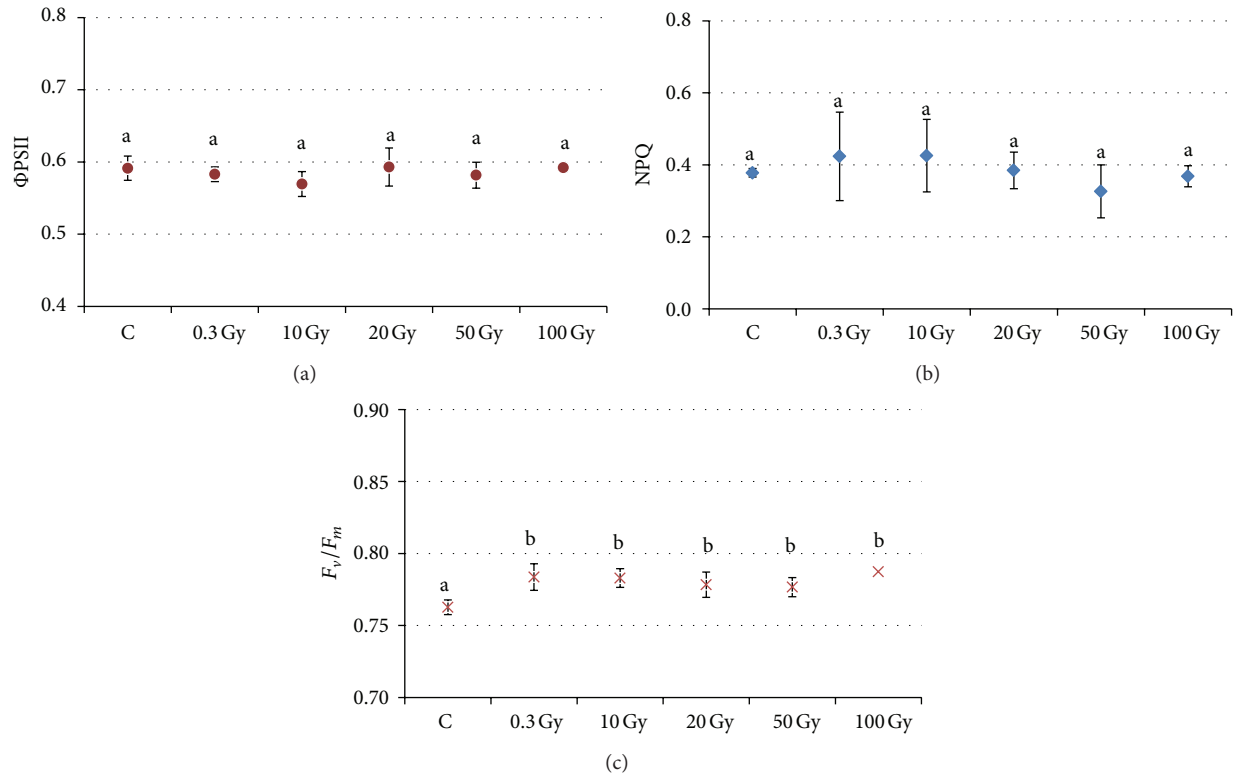 0.8
0.7
0.6
0.5
0.4
ΦPSII
a a a a a a
C 0.3 Gy 10 Gy 20 Gy 50 Gy 100 Gy
(a)
0.8
0.6
0.4
0.2
0.0
NPQ
a a a a a a
C 0.3 Gy 10 Gy 20 Gy 50 Gy 100 Gy
(b)
0.90
0.85
0.80
0.75
0.70
Fv/Fm
a b b b b b
C 0.3 Gy 10 Gy 20 Gy 50 Gy 100 Gy
(c)